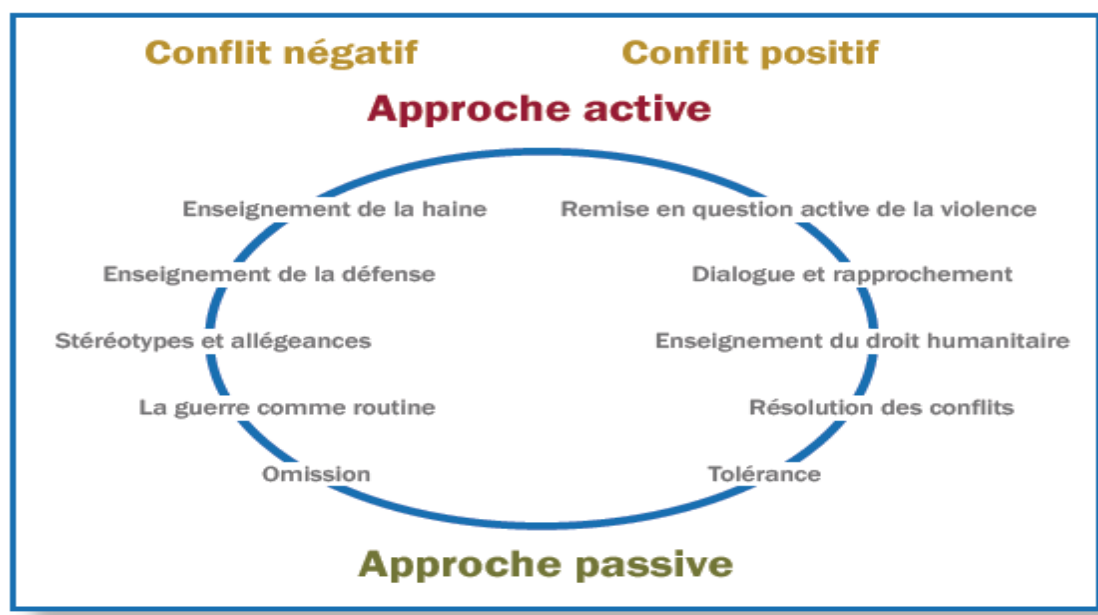 Conflit négatif
Conflit positif
Approche active
Enseignement de la haine
Remise en question active de la violence
Enseignement de la défense
Dialogue et rapprochement
Stéréotypes et allégeances
Enseignement du droit humanitaire
La guerre comme routine
Résolution des conflits
Omission
Tolérance
Approche passive